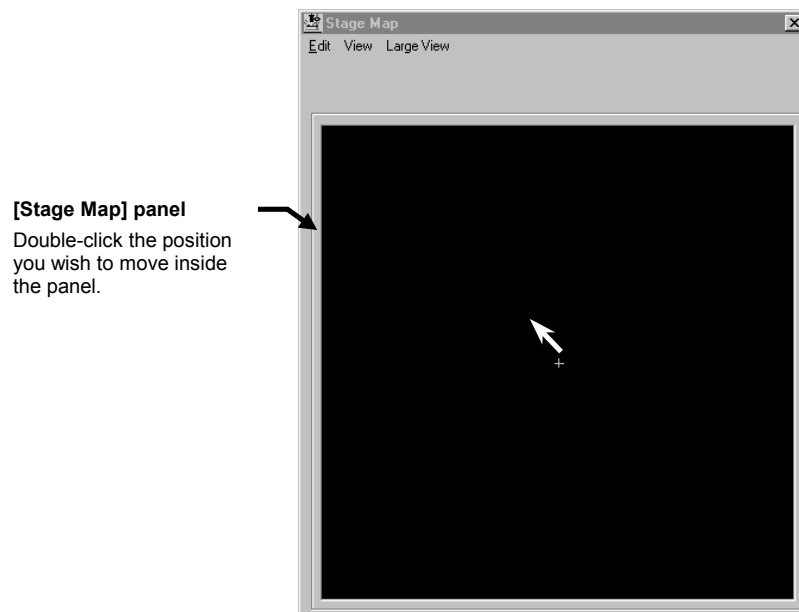 Stage Map
Edit View Large View
[Stage Map] panel
Double-click the position
you wish to move inside
the panel.